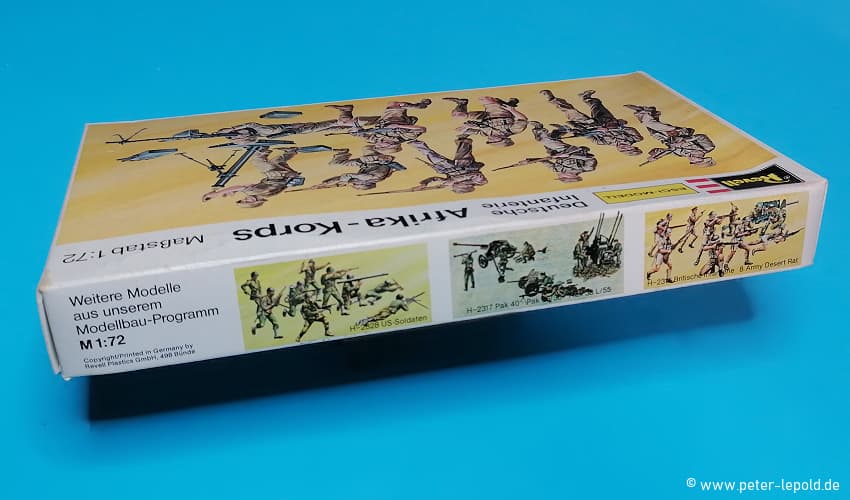 Revell
ESCI-MODELL
Deutsche
Infanterie
Afrika-Korps
Maßstab 1:72
Weitere Modelle
aus unserem
Modellbau-Programm
M 1:72
Copyright/Printed in Germany by
Revell Plastics GmbH, 498 Bünde
US Soldaten
H-2317 Pak 40 Pak
L/55
Britische
8 Army Desert Rat
© www.peter-lepold.de